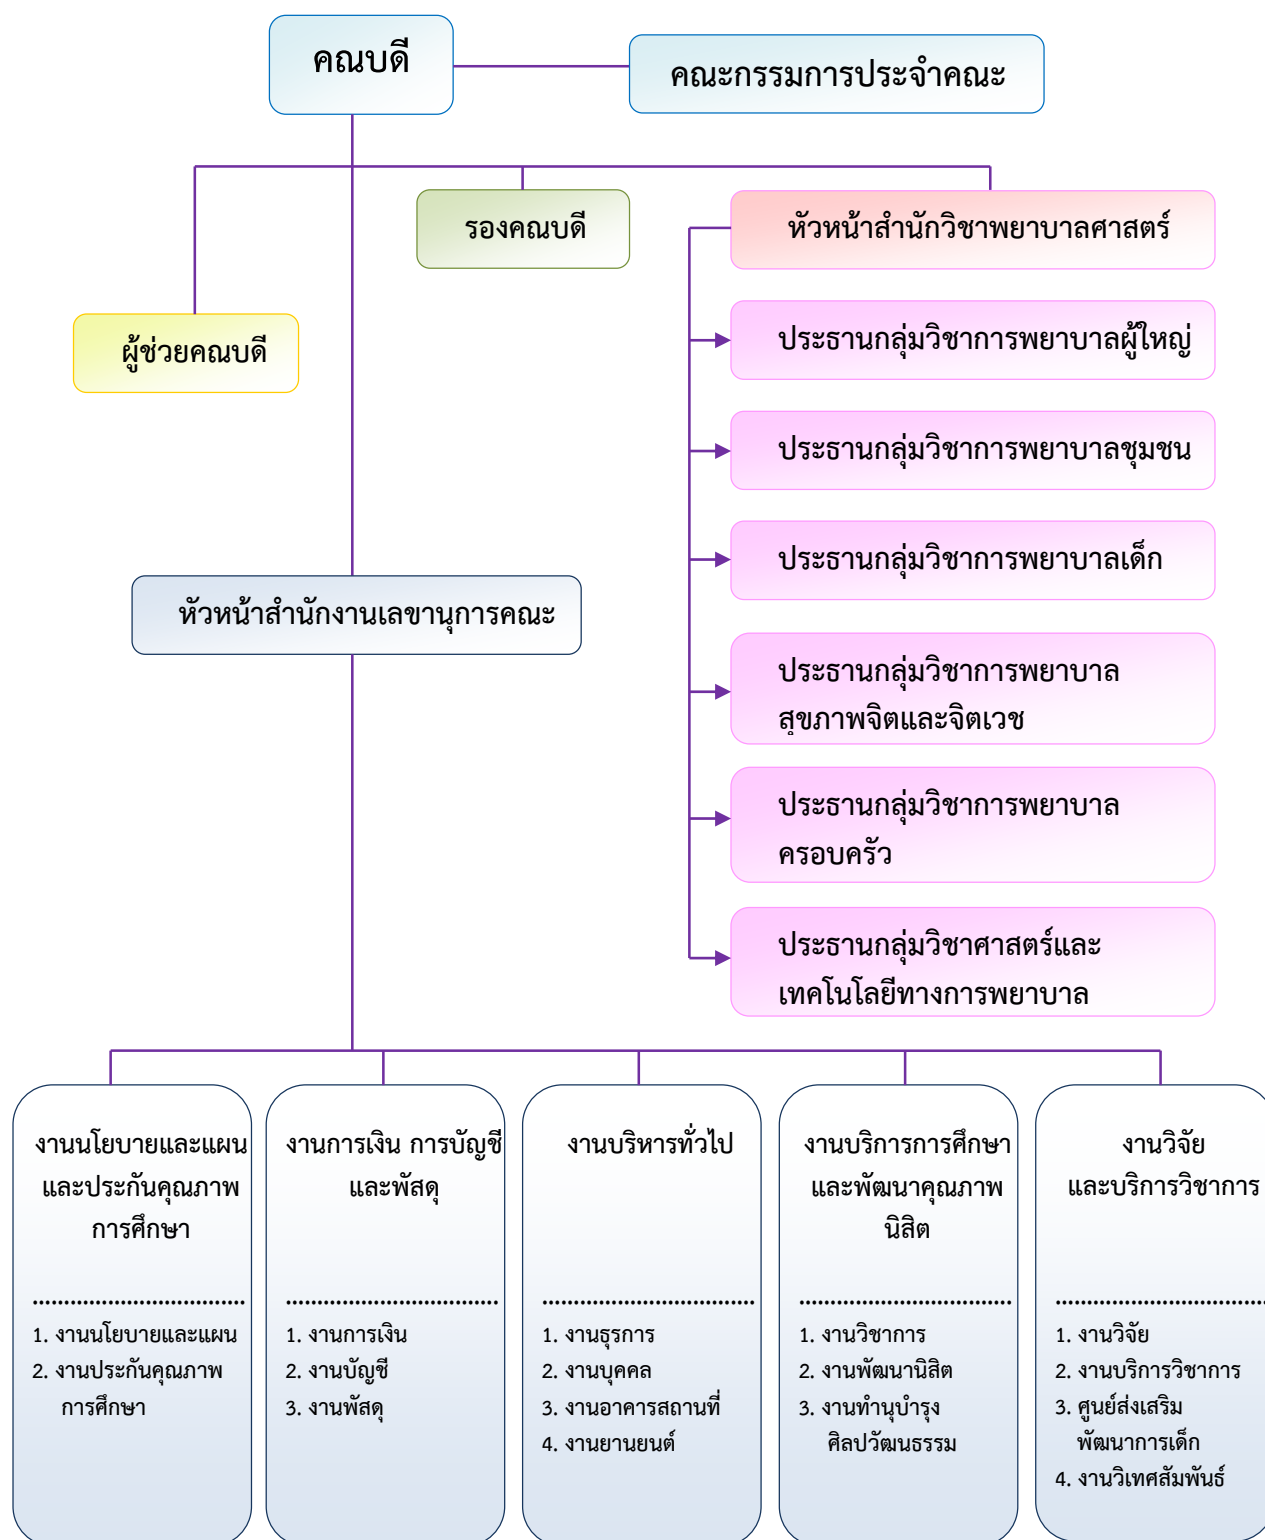 คณบดี
คณะกรรมการประจำคณะ
รองคณบดี
หัวหน้าสำนักวิชาพยาบาลศาสตร์
ผู้ช่วยคณบดี
ประธานกลุ่มวิชาการพยาบาลผู้ใหญ่
ประธานกลุ่มวิชาการพยาบาลชุมชน
ประธานกลุ่มวิชาการพยาบาลเด็ก
หัวหน้าสำนักงานเลขานุการคณะ
ประธานกลุ่มวิชาการพยาบาล
สุขภาพจิตและจิตเวช
ประธานกลุ่มวิชาการพยาบาล
ครอบครัว
ประธานกลุ่มวิชาศาสตร์และ
เทคโนโลยีทางการพยาบาล
งานนโยบายและแผน
และประกันคุณภาพ
การศึกษา
..................................
1. งานนโยบายและแผน
2. งานประกันคุณภาพ
การศึกษา
งานการเงิน การบัญชี
และพัสดุ
..................................
1. งานการเงิน
2. งานบัญชี
3. งานพัสดุ
งานบริหารทั่วไป
..................................
1. งานธุรการ
2. งานบุคคล
3. งานอาคารสถานที่
4. งานยานยนต์
งานบริการการศึกษา
และพัฒนาคุณภาพ
นิสิต
..................................
1. งานวิชาการ
2. งานพัฒนานิสิต
3. งานทำนุบำรุง
ศิลปวัฒนธรรม
งานวิจัย
และบริการวิชาการ
..................................
1. งานวิจัย
2. งานบริการวิชาการ
3. ศูนย์ส่งเสริม
พัฒนาการเด็ก
4. งานวิเทศสัมพันธ์